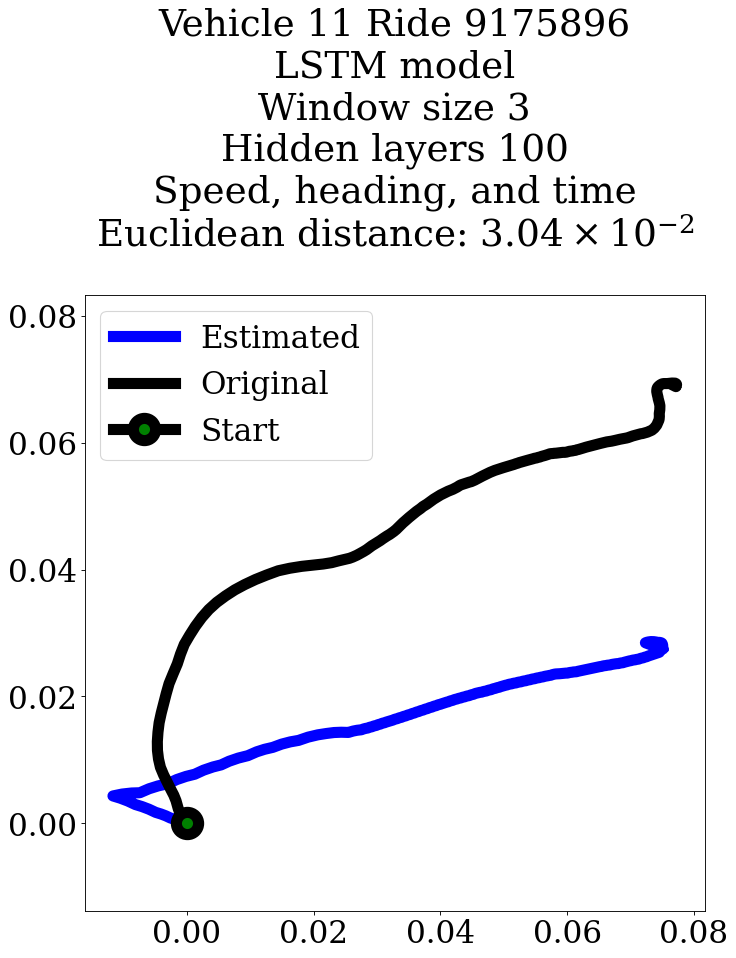 Vehicle 11 Ride 9175896
LSTM model
Window size 3
Hidden layers 100
Speed, heading, and time
Euclidean distance: 3.04 × 10⁻²
Estimated
Original
Start
0.08
0.06
0.04
0.02
0.00
0.00 0.02 0.04 0.06 0.08